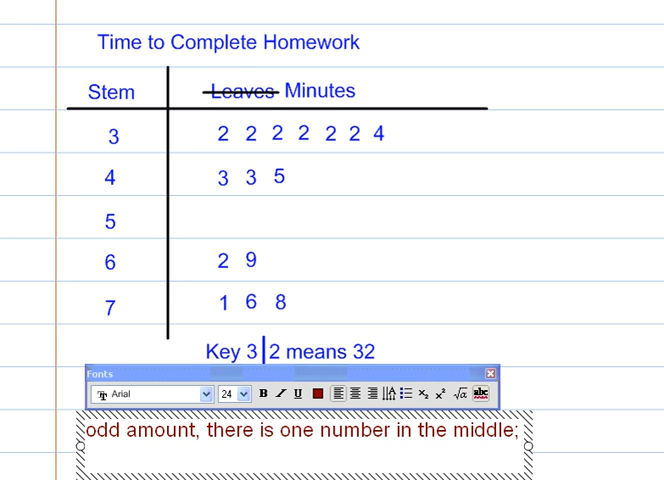 Time to Complete Homework
Stem Leaves Minutes
3 2 2 2 2 2 2 4
4 3 3 5
5
6 2 9
7 1 6 8
Key 3|2 means 32
Fonts
Arial 24 B I U abc
odd amount, there is one number in the middle;